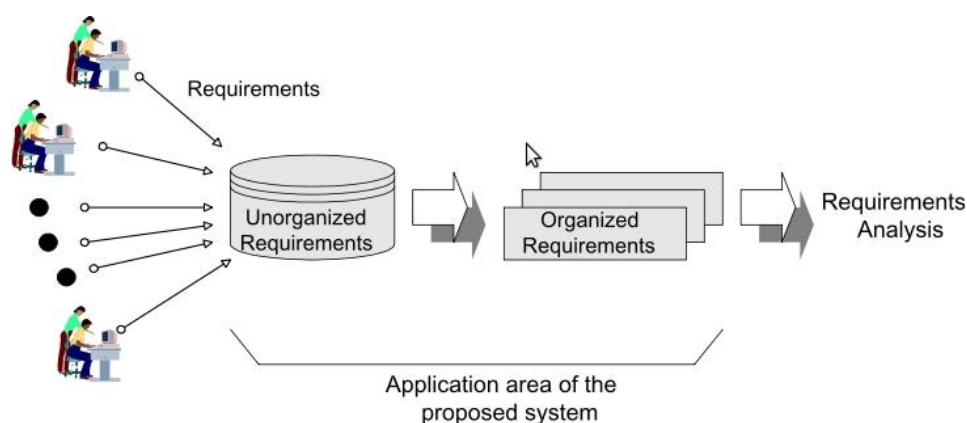 Requirements
Unorganized
Requirements
Organized
Requirements
Requirements
Analysis
Application area of the
proposed system